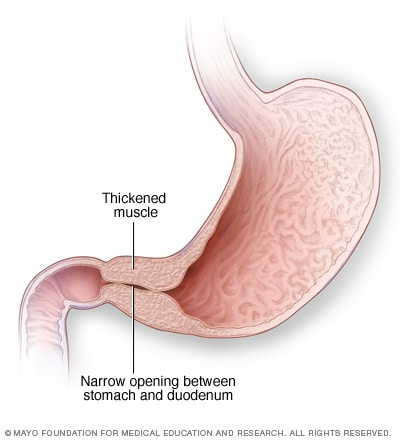 Thickened
muscle
Narrow opening between
stomach and duodenum
© MAYO FOUNDATION FOR MEDICAL EDUCATION AND RESEARCH. ALL RIGHTS RESERVED.